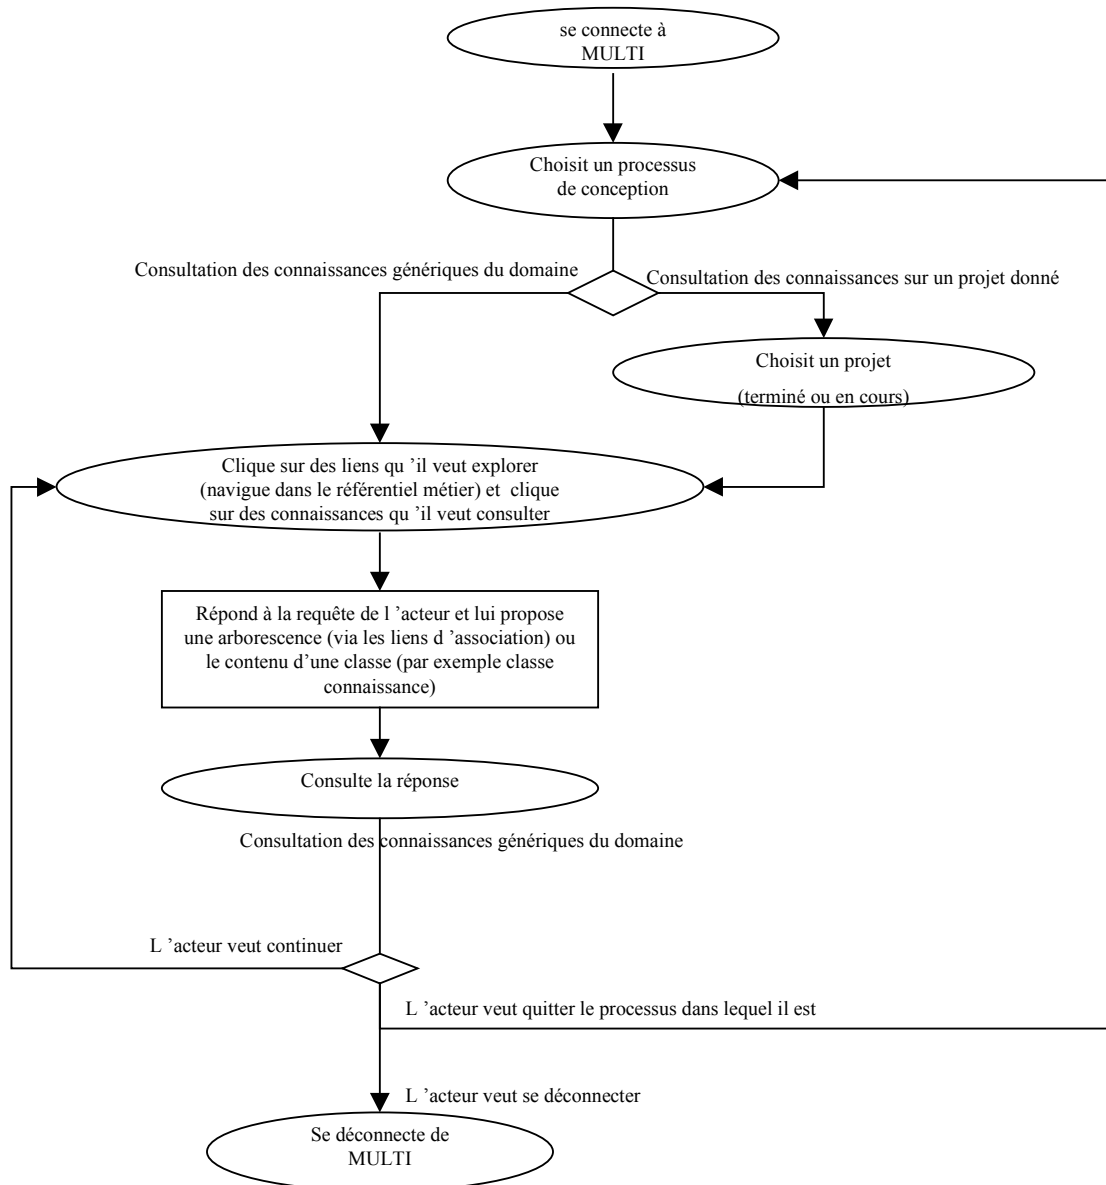 se connecte à
MULTI
Choisit un processus
de conception
Consultation des connaissances génériques du domaine
Consultation des connaissances sur un projet donné
Choisit un projet
(terminé ou en cours)
Clique sur des liens qu ’il veut explorer
(navigue dans le référentiel métier) et  clique
sur des connaissances qu ’il veut consulter
Répond à la requête de l ’acteur et lui propose
une arborescence (via les liens d ’association) ou
le contenu d’une classe (par exemple classe
connaissance)
Consulte la réponse
Consultation des connaissances génériques du domaine
L ’acteur veut continuer
L ’acteur veut quitter le processus dans lequel il est
L ’acteur veut se déconnecter
Se déconnecte de
MULTI